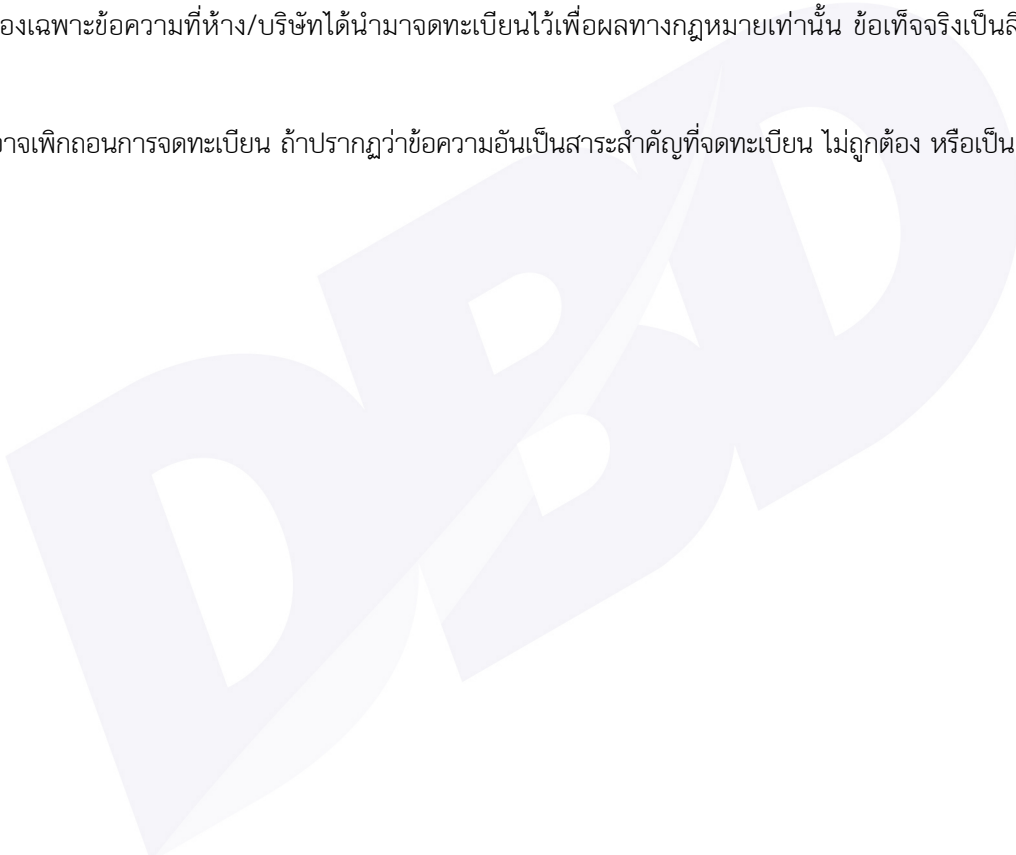 องเฉพาะข้อความที่ห้าง/บริษัทได้นำมาจดทะเบียนไว้เพื่อผลทางกฎหมายเท่านั้น ข้อเท็จจริงเป็น
าจเพิกถอนการจดทะเบียน ถ้าปรากฏว่าข้อความอันเป็นสาระสำคัญที่จดทะเบียน ไม่ถูกต้อง หรือเป็น
DBD